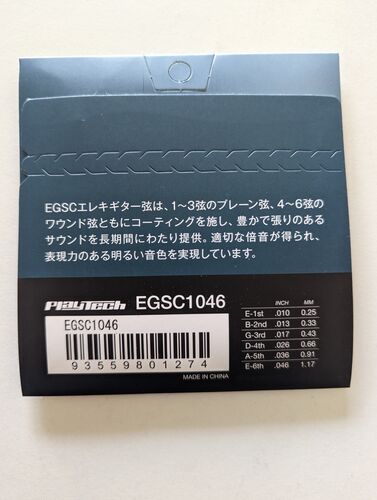 EGSCエレキギター弦は、1～3弦のプレーン弦、4～6弦の
ワウンド弦ともにコーティングを施し、豊かで張りのある
サウンドを長期間にわたり提供。適切な倍音が得られ、
表現力のある明るい音色を実現しています。
PLAYTECH EGSC1046
INCH MM
E-1st .010 0.25
B-2nd .013 0.33
G-3rd .017 0.43
D-4th .026 0.66
A-5th .036 0.91
E-6th .046 1.17
EGSC1046
93559801274
MADE IN CHINA